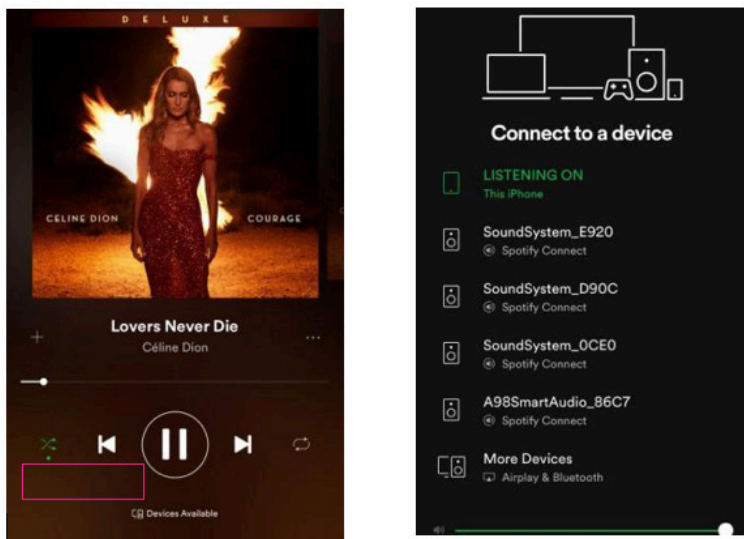 DELUXE
CELINE DION
COURAGE
Lovers Never Die
Céline Dion
Devices Available
Connect to a device
LISTENING ON
This iPhone
SoundSystem_E920
Spotify Connect
SoundSystem_D90C
Spotify Connect
SoundSystem_0CE0
Spotify Connect
A98SmartAudio_86C7
Spotify Connect
More Devices
Airplay & Bluetooth